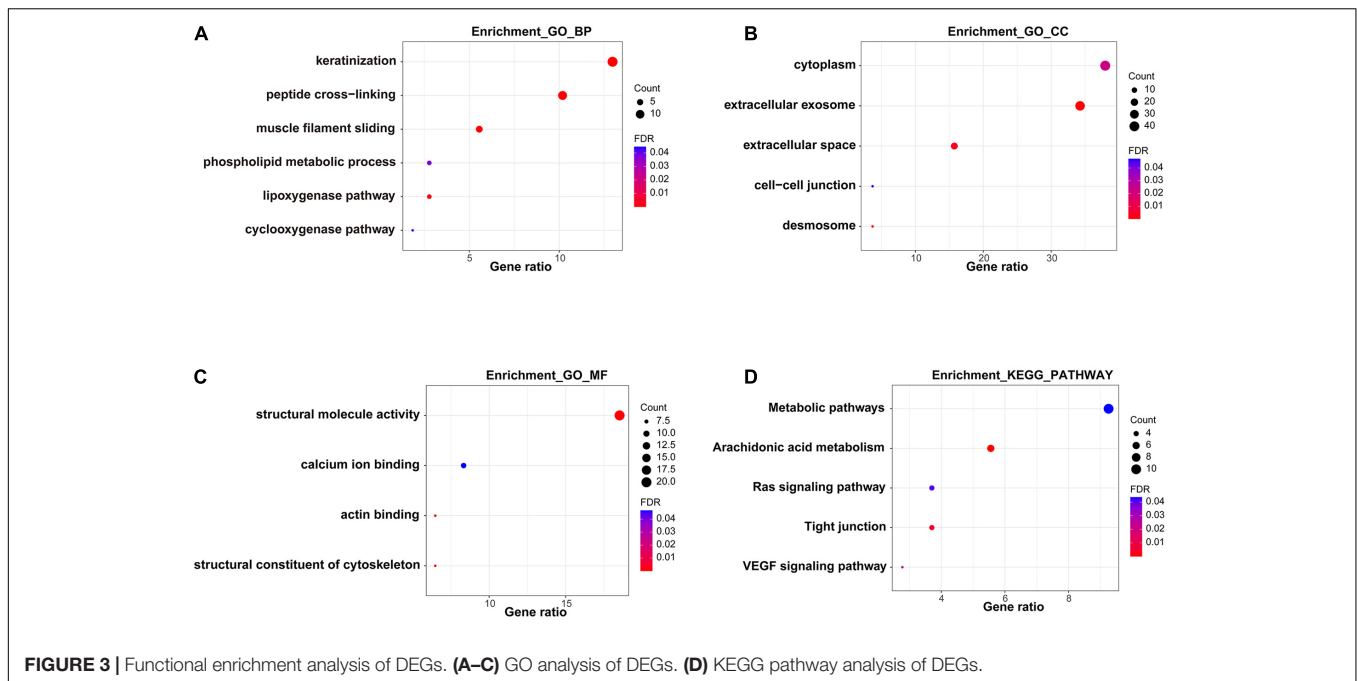 A
Enrichment_GO_BP
keratinization
peptide cross−linking
muscle filament sliding
phospholipid metabolic process
lipoxygenase pathway
cyclooxygenase pathway
5 10
Gene ratio
Count
5
10
FDR
0.04
0.03
0.02
0.01
B
Enrichment_GO_CC
cytoplasm
extracellular exosome
extracellular space
cell−cell junction
desmosome
10 20 30
Gene ratio
Count
10
20
30
40
FDR
0.04
0.03
0.02
0.01
C
Enrichment_GO_MF
structural molecule activity
calcium ion binding
actin binding
structural constituent of cytoskeleton
10 15
Gene ratio
Count
7.5
10.0
12.5
15.0
17.5
20.0
FDR
0.04
0.03
0.02
0.01
D
Enrichment_KEGG_PATHWAY
Metabolic pathways
Arachidonic acid metabolism
Ras signaling pathway
Tight junction
VEGF signaling pathway
4 6 8
Gene ratio
Count
4
6
8
10
FDR
0.04
0.03
0.02
0.01
FIGURE 3 | Functional enrichment analysis of DEGs. (A–C) GO analysis of DEGs. (D) KEGG pathway analysis of DEGs.